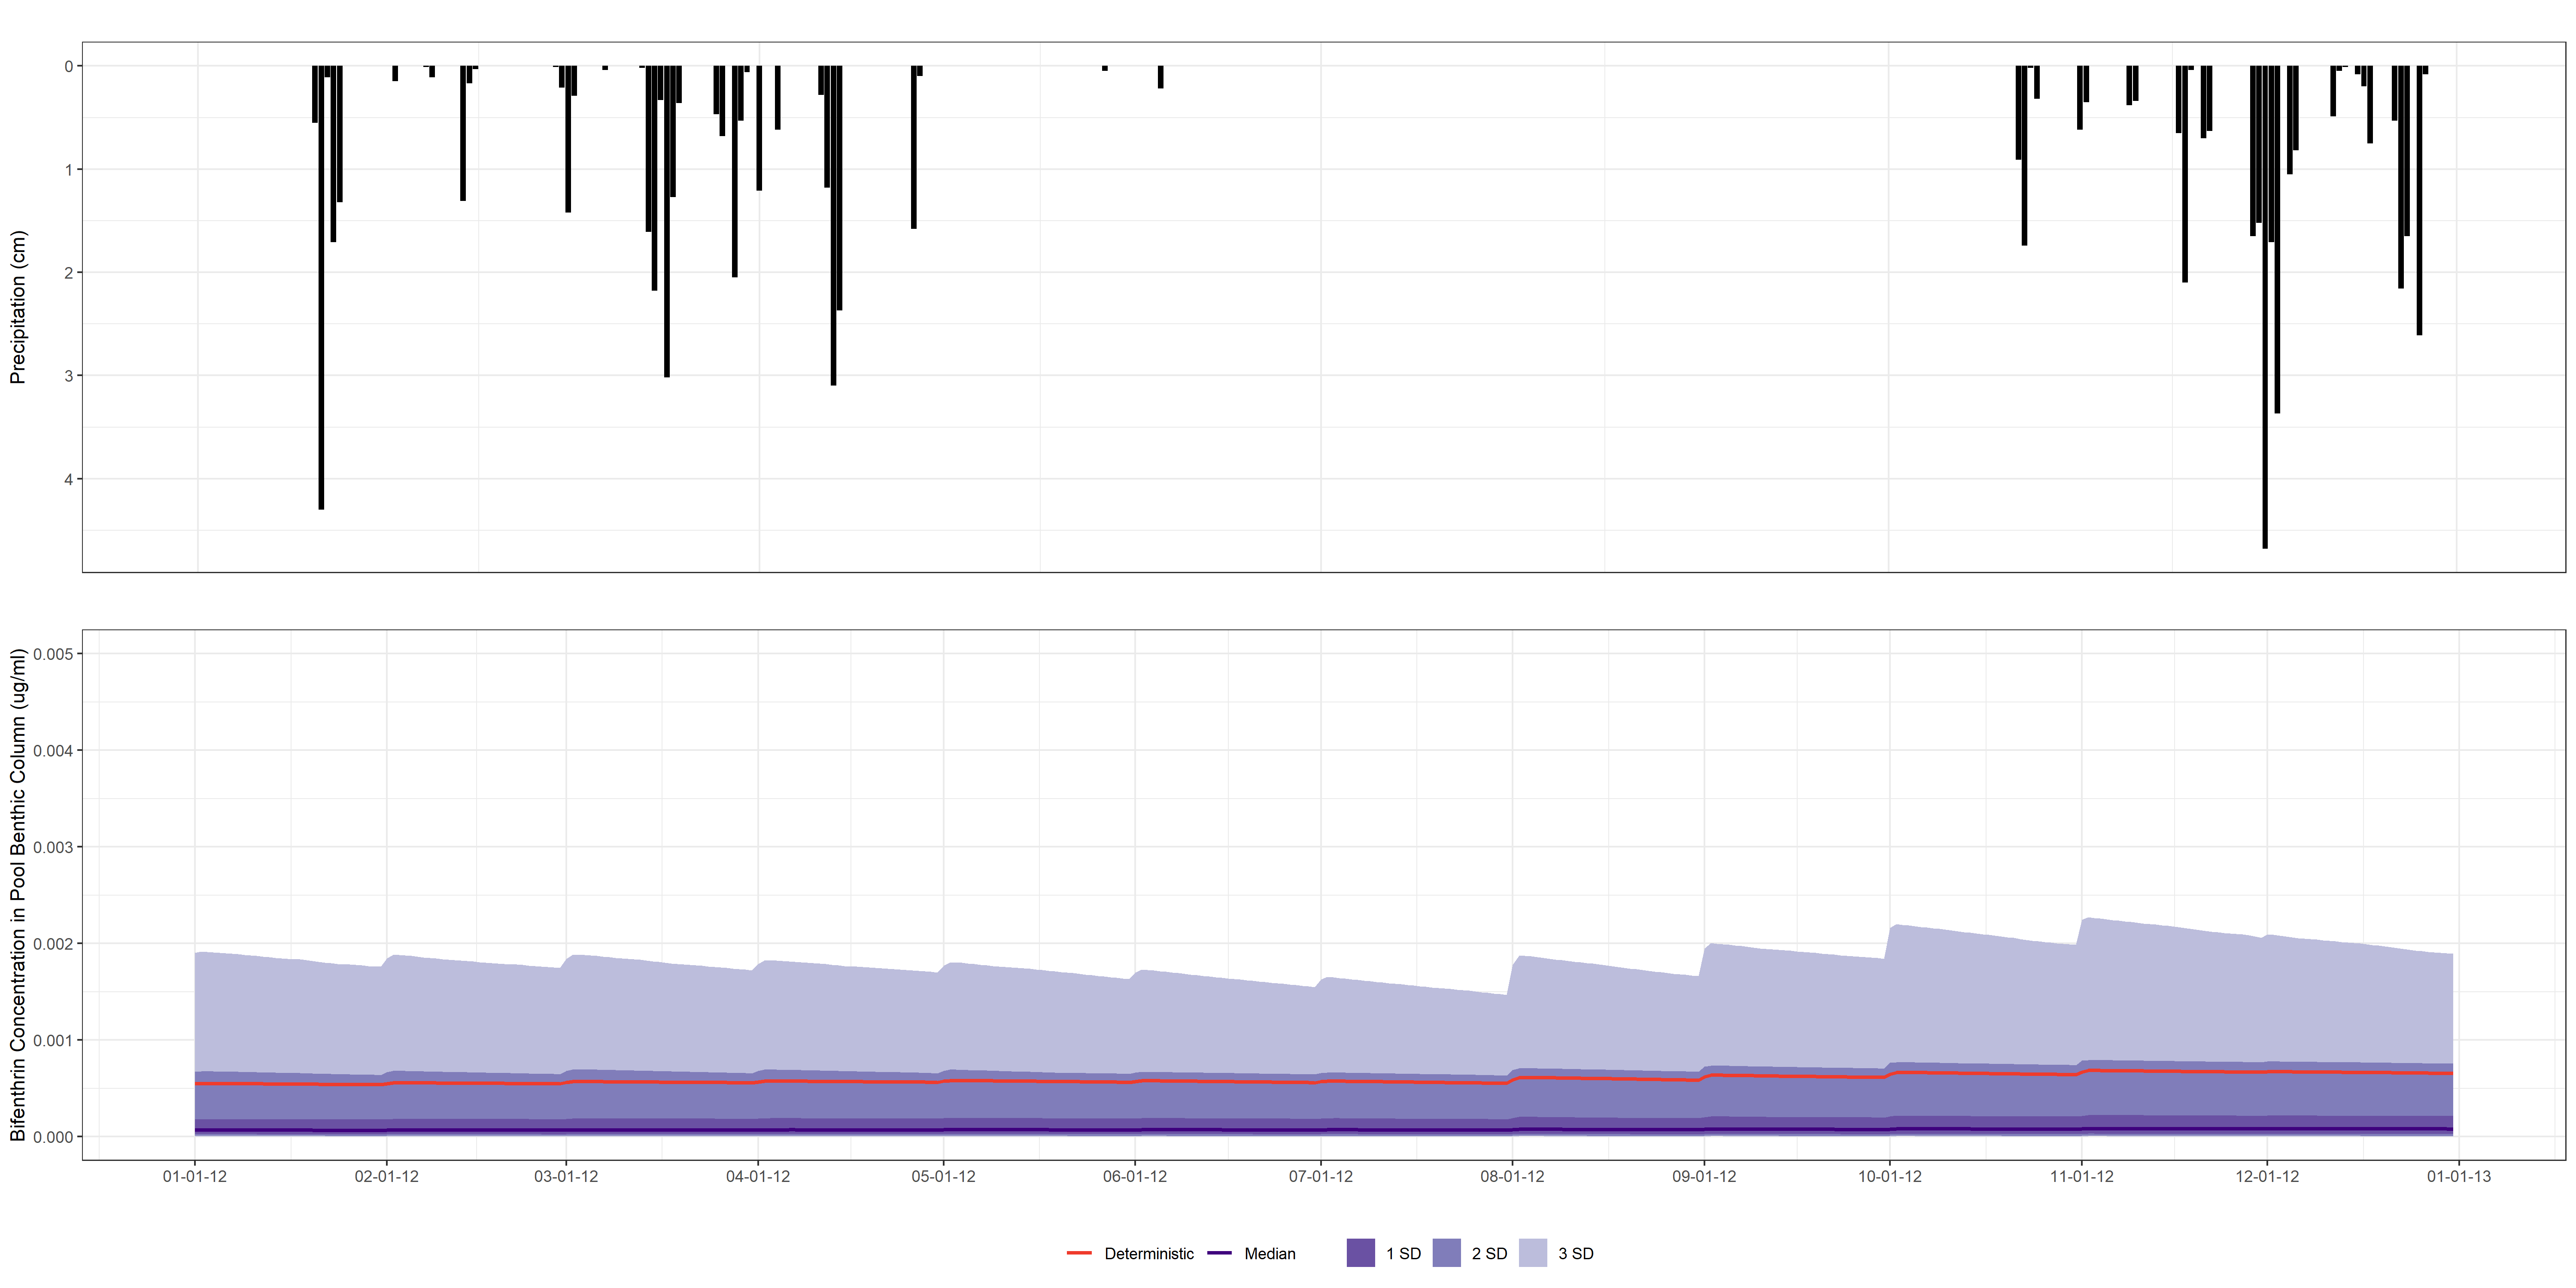 Precipitation (cm)
0
1
2
3
4
Bifenthrin Concentration in Pool Benthic Column (ug/ml)
0.005
0.004
0.003
0.002
0.001
0.000
01-01-12 02-01-12 03-01-12 04-01-12 05-01-12 06-01-12 07-01-12 08-01-12 09-01-12 10-01-12 11-01-12 12-01-12 01-01-13
Deterministic Median 1 SD 2 SD 3 SD